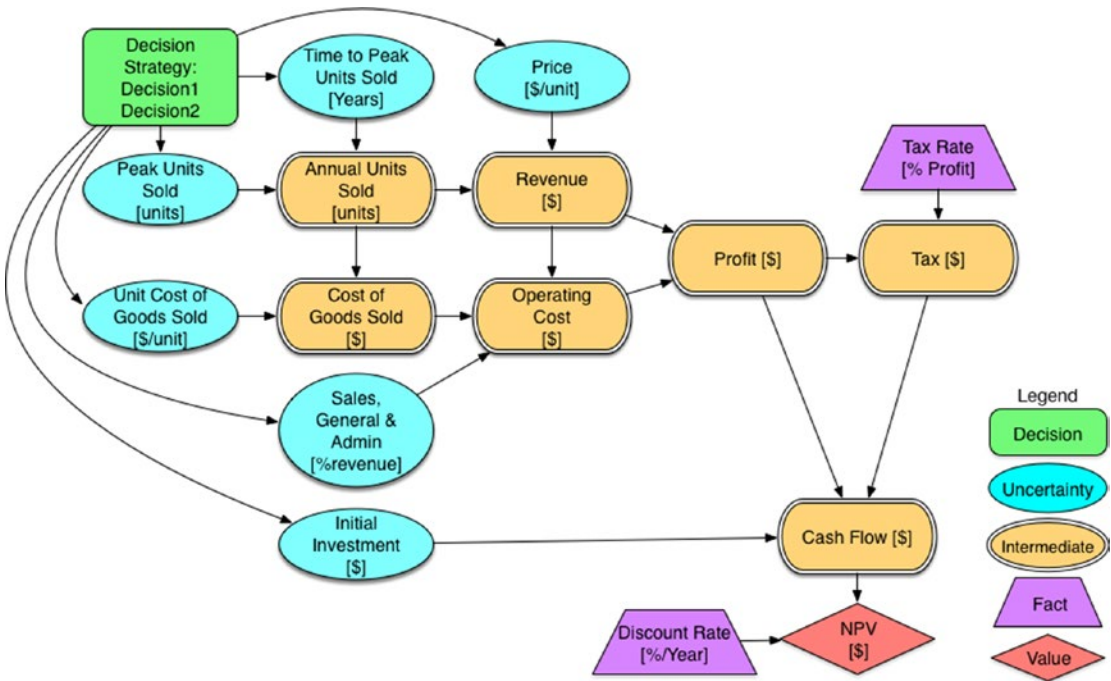 Decision
Strategy:
Decision1
Decision2
Time to Peak
Units Sold
[Years]
Price
[$/unit]
Peak Units
Sold
[units]
Annual Units
Sold
[units]
Revenue
[$]
Tax Rate
[% Profit]
Profit [$]
Tax [$]
Unit Cost of
Goods Sold
[$/unit]
Cost of
Goods Sold
[$]
Operating
Cost
[$]
Sales,
General &
Admin
[%revenue]
Initial
Investment
[$]
Cash Flow [$]
Discount Rate
[%/Year]
NPV
[$]
Legend
Decision
Uncertainty
Intermediate
Fact
Value